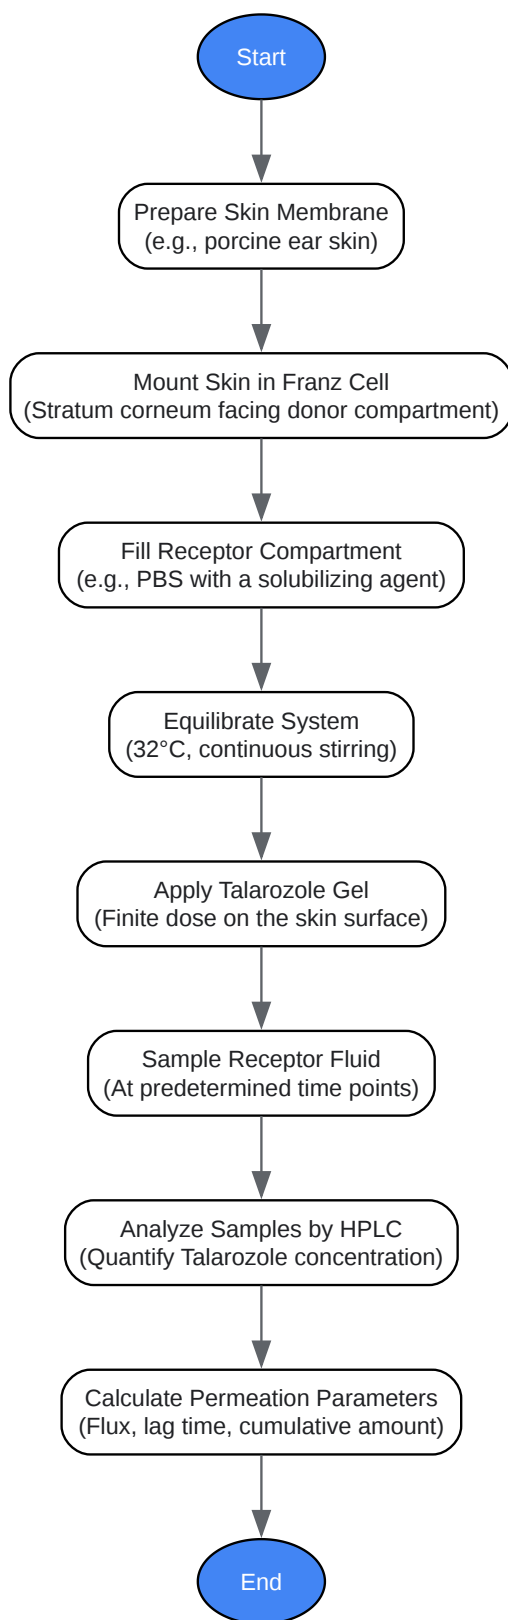 Start
Prepare Skin Membrane
(e.g., porcine ear skin)
Mount Skin in Franz Cell
(Stratum corneum facing donor compartment)
Fill Receptor Compartment
(e.g., PBS with a solubilizing agent)
Equilibrate System
(32°C, continuous stirring)
Apply Talarozole Gel
(Finite dose on the skin surface)
Sample Receptor Fluid
(At predetermined time points)
Analyze Samples by HPLC
(Quantify Talarozole concentration)
Calculate Permeation Parameters
(Flux, lag time, cumulative amount)
End